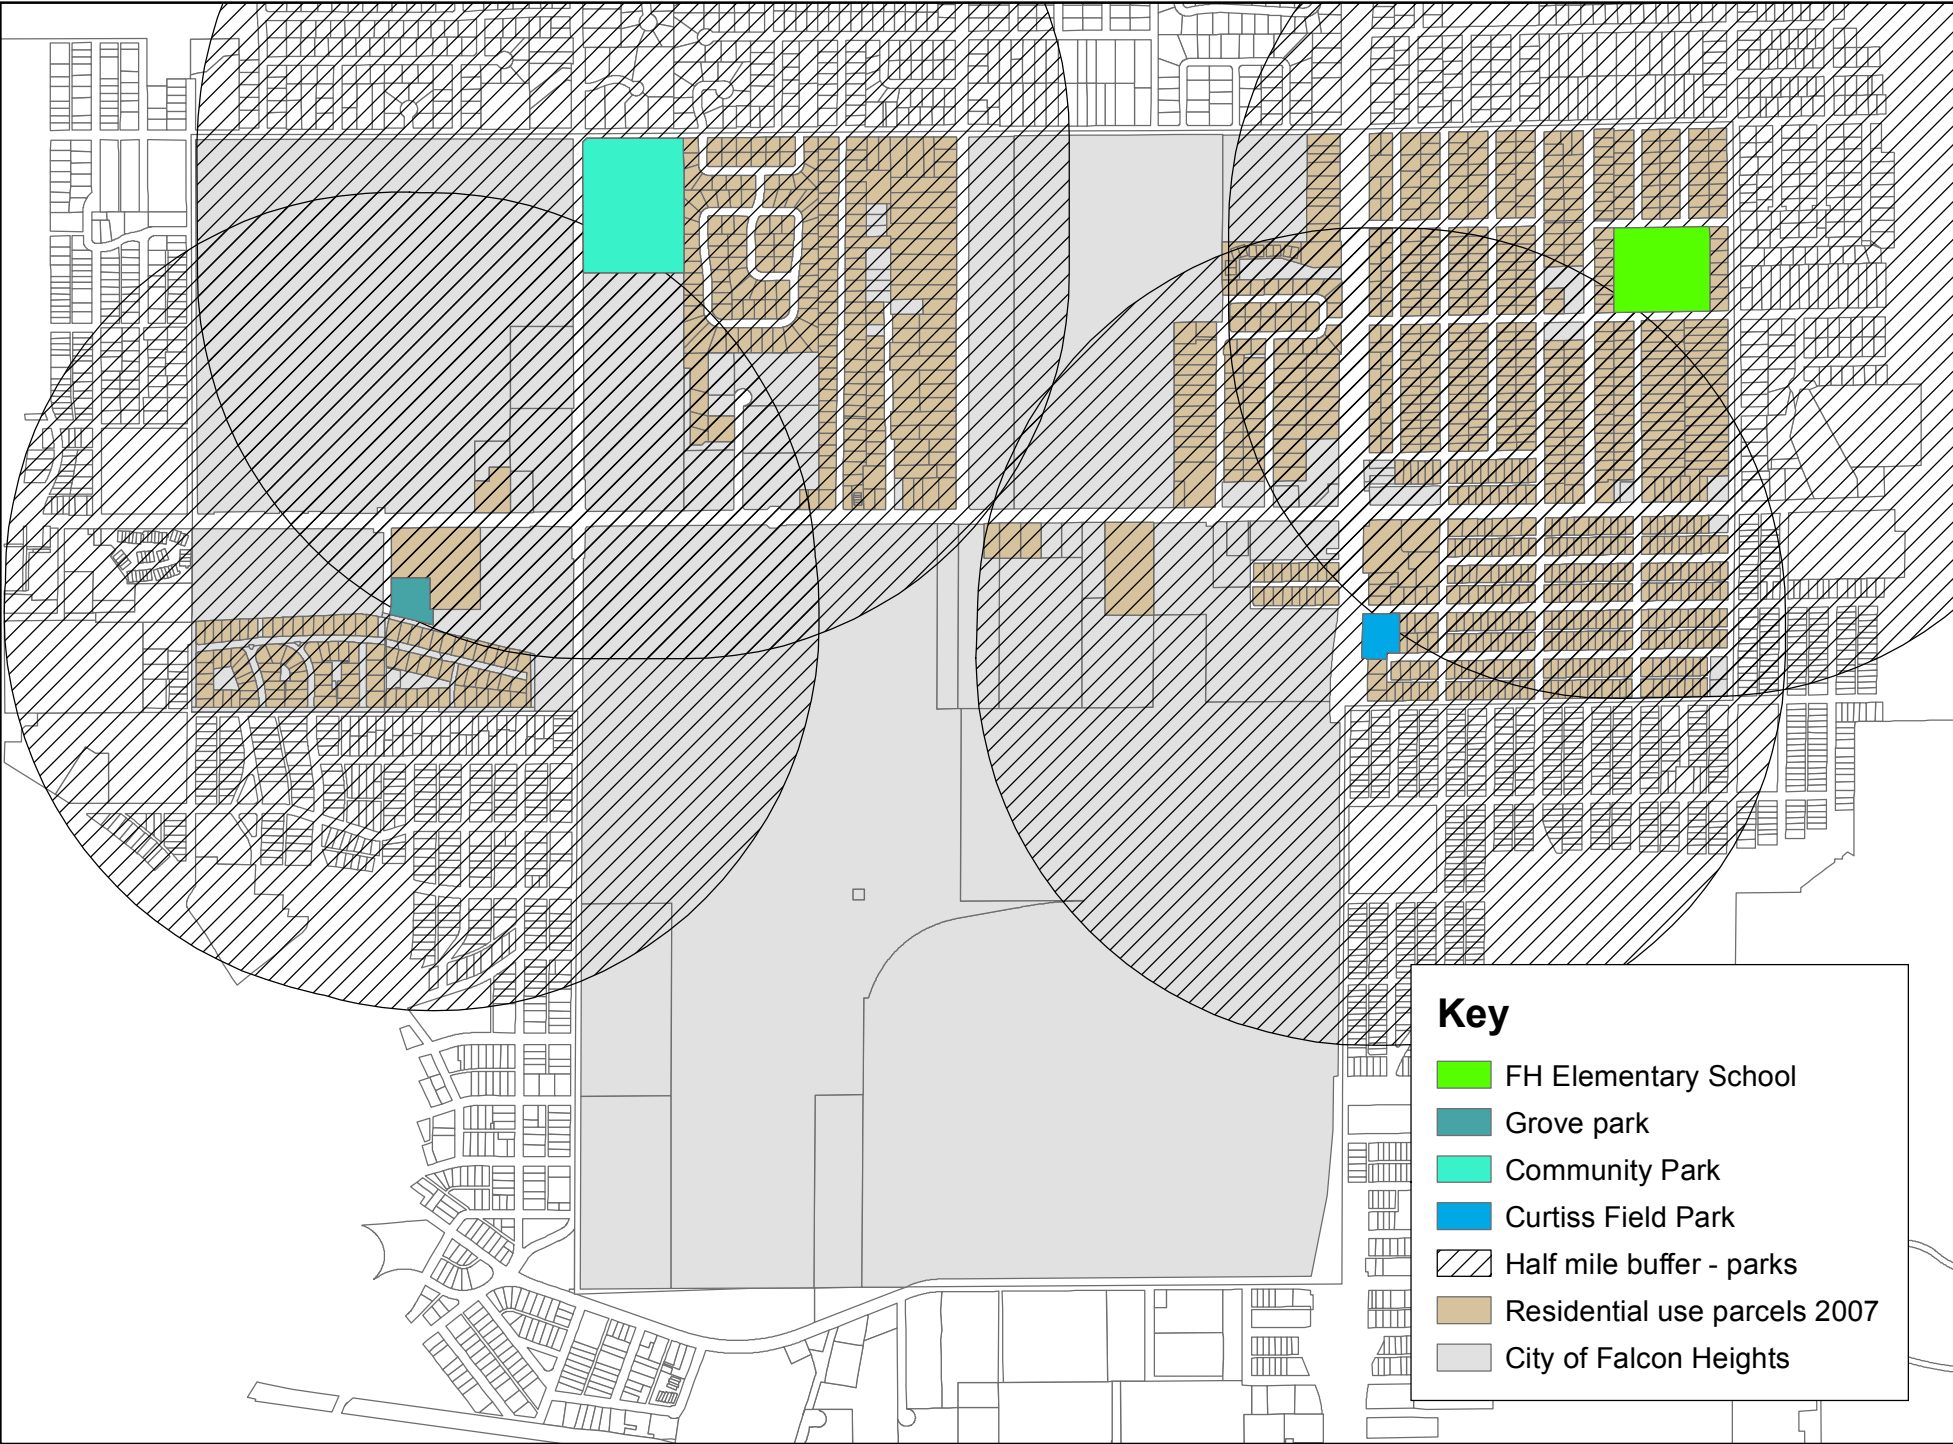 Key
FH Elementary School
Grove park
Community Park
Curtiss Field Park
Half mile buffer - parks
Residential use parcels 2007
City of Falcon Heights